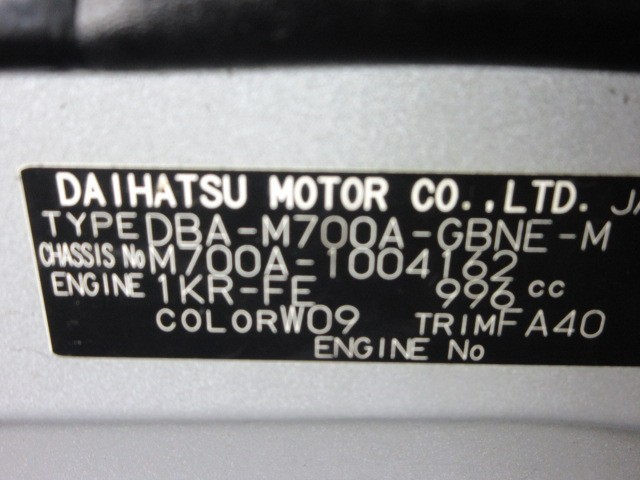 DAIHATSU MOTOR CO.,LTD. JA
TYPE DBA-M700A-GBNE-M
CHASSIS No M700A-1004162
ENGINE 1KR-FE 996 cc
COLOR W09 TRIM FA40
ENGINE No